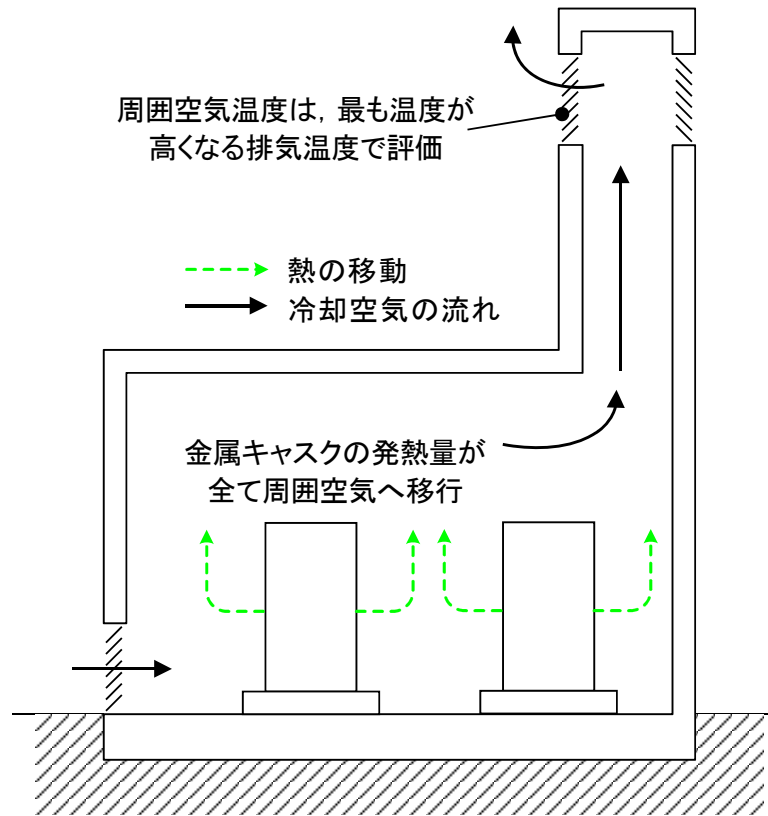 周囲空気温度は，最も温度が
高くなる排気温度で評価
熱の移動
冷却空気の流れ
金属キャスクの発熱量が
全て周囲空気へ移行